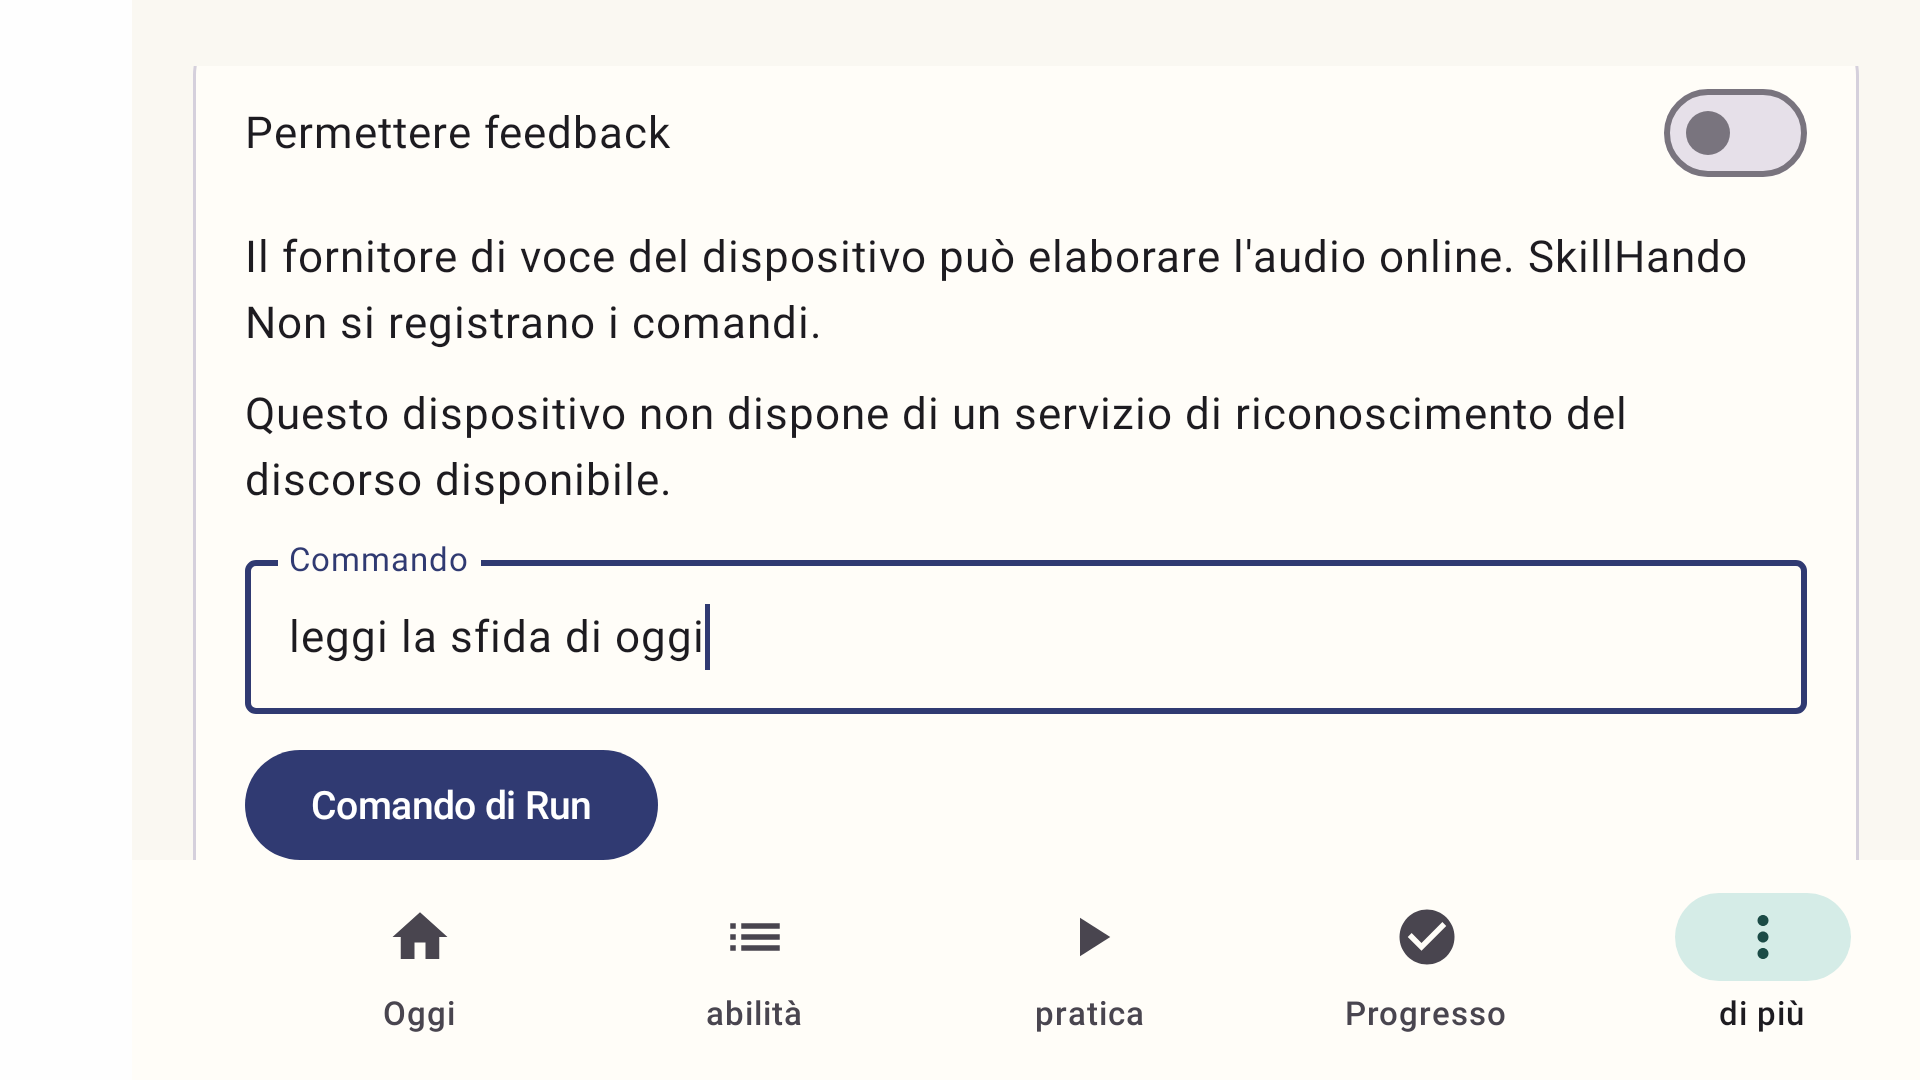 Permettere feedback
Il fornitore di voce del dispositivo può elaborare l'audio online. SkillHando
Non si registrano i comandi.
Questo dispositivo non dispone di un servizio di riconoscimento del
discorso disponibile.
Commando
leggi la sfida di oggi
Comando di Run
Oggi
abilità
pratica
Progresso
di più